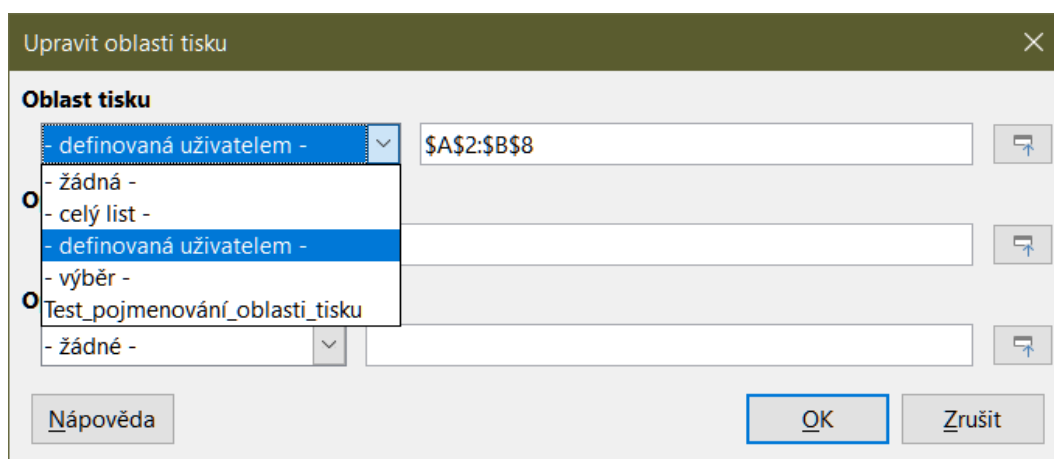 Upravit oblasti tisku
Oblast tisku
- definovaná uživatelem -
$A$2:$B$8
- žádná -
- celý list -
- definovaná uživatelem -
- výběr -
Test_pojmenování_oblasti_tisku
- žádné -
Nápověda
OK
Zrušit